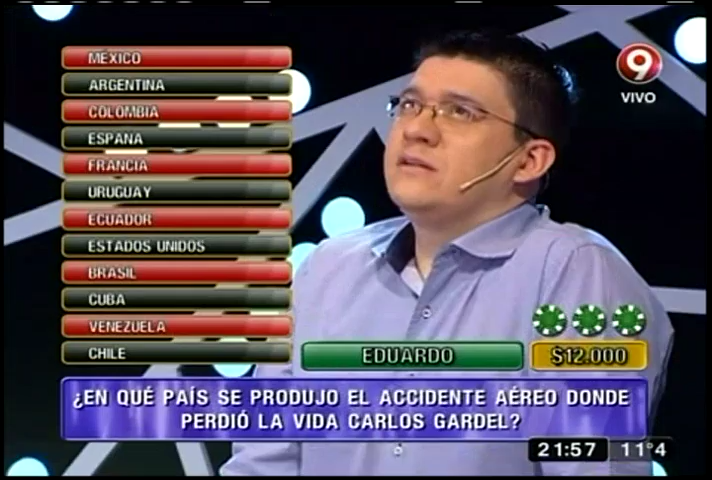 MÉXICO
ARGENTINA
COLOMBIA
ESPAÑA
FRANCIA
URUGUAY
ECUADOR
ESTADOS UNIDOS
BRASIL
CUBA
VENEZUELA
CHILE
9
VIVO
EDUARDO
$12.000
¿EN QUÉ PAÍS SE PRODUJO EL ACCIDENTE AÉREO DONDE
PERDIÓ LA VIDA CARLOS GARDEL?
21:57 11°4